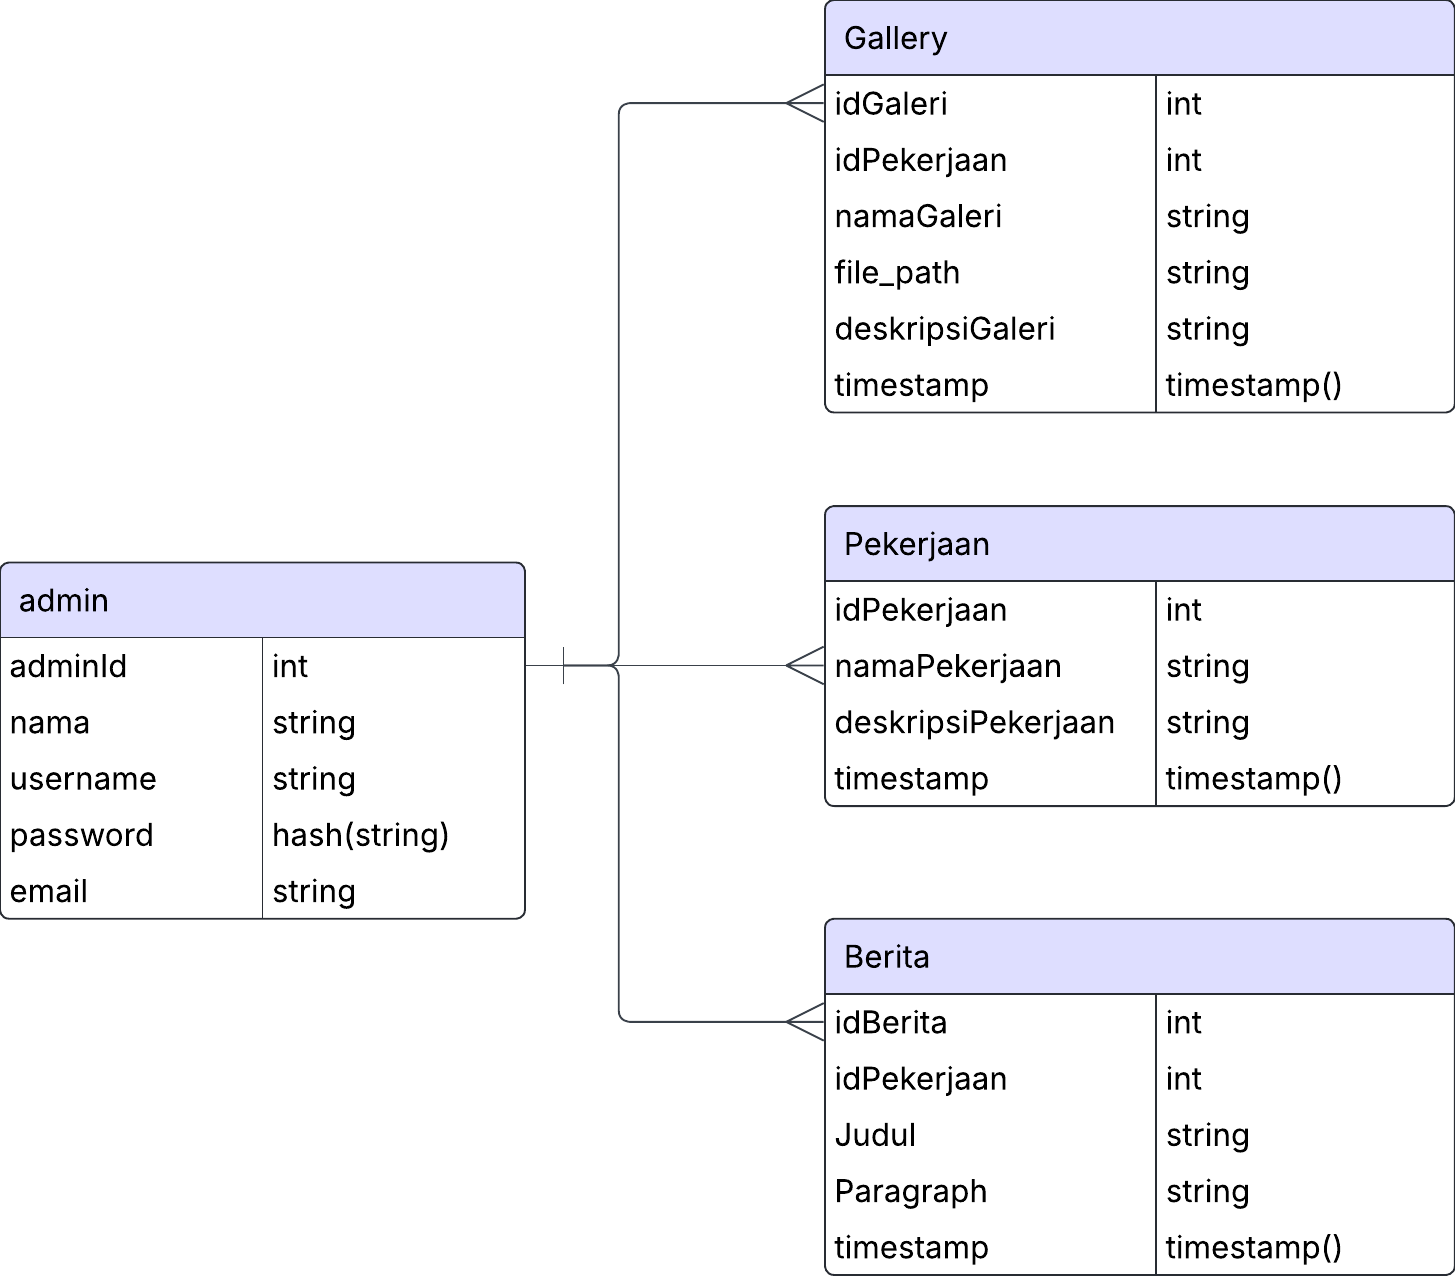 Gallery
idGaleri int
idPekerjaan int
namaGaleri string
file_path string
deskripsiGaleri string
timestamp timestamp()
Pekerjaan
idPekerjaan int
namaPekerjaan string
deskripsiPekerjaan string
timestamp timestamp()
admin
adminId int
nama string
username string
password hash(string)
email string
Berita
idBerita int
idPekerjaan int
Judul string
Paragraph string
timestamp timestamp()